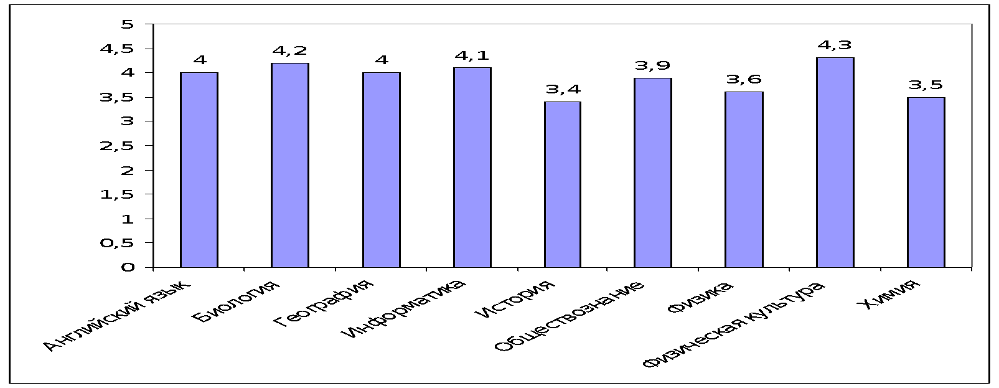 5
4,5
4
3,5
3
2,5
2
1,5
1
0,5
0
4
4,2
4
4,1
3,4
3,9
3,6
4,3
3,5
Английский язык
Биология
География
Информатика
История
Обществознание
Физика
Физическая культура
Химия